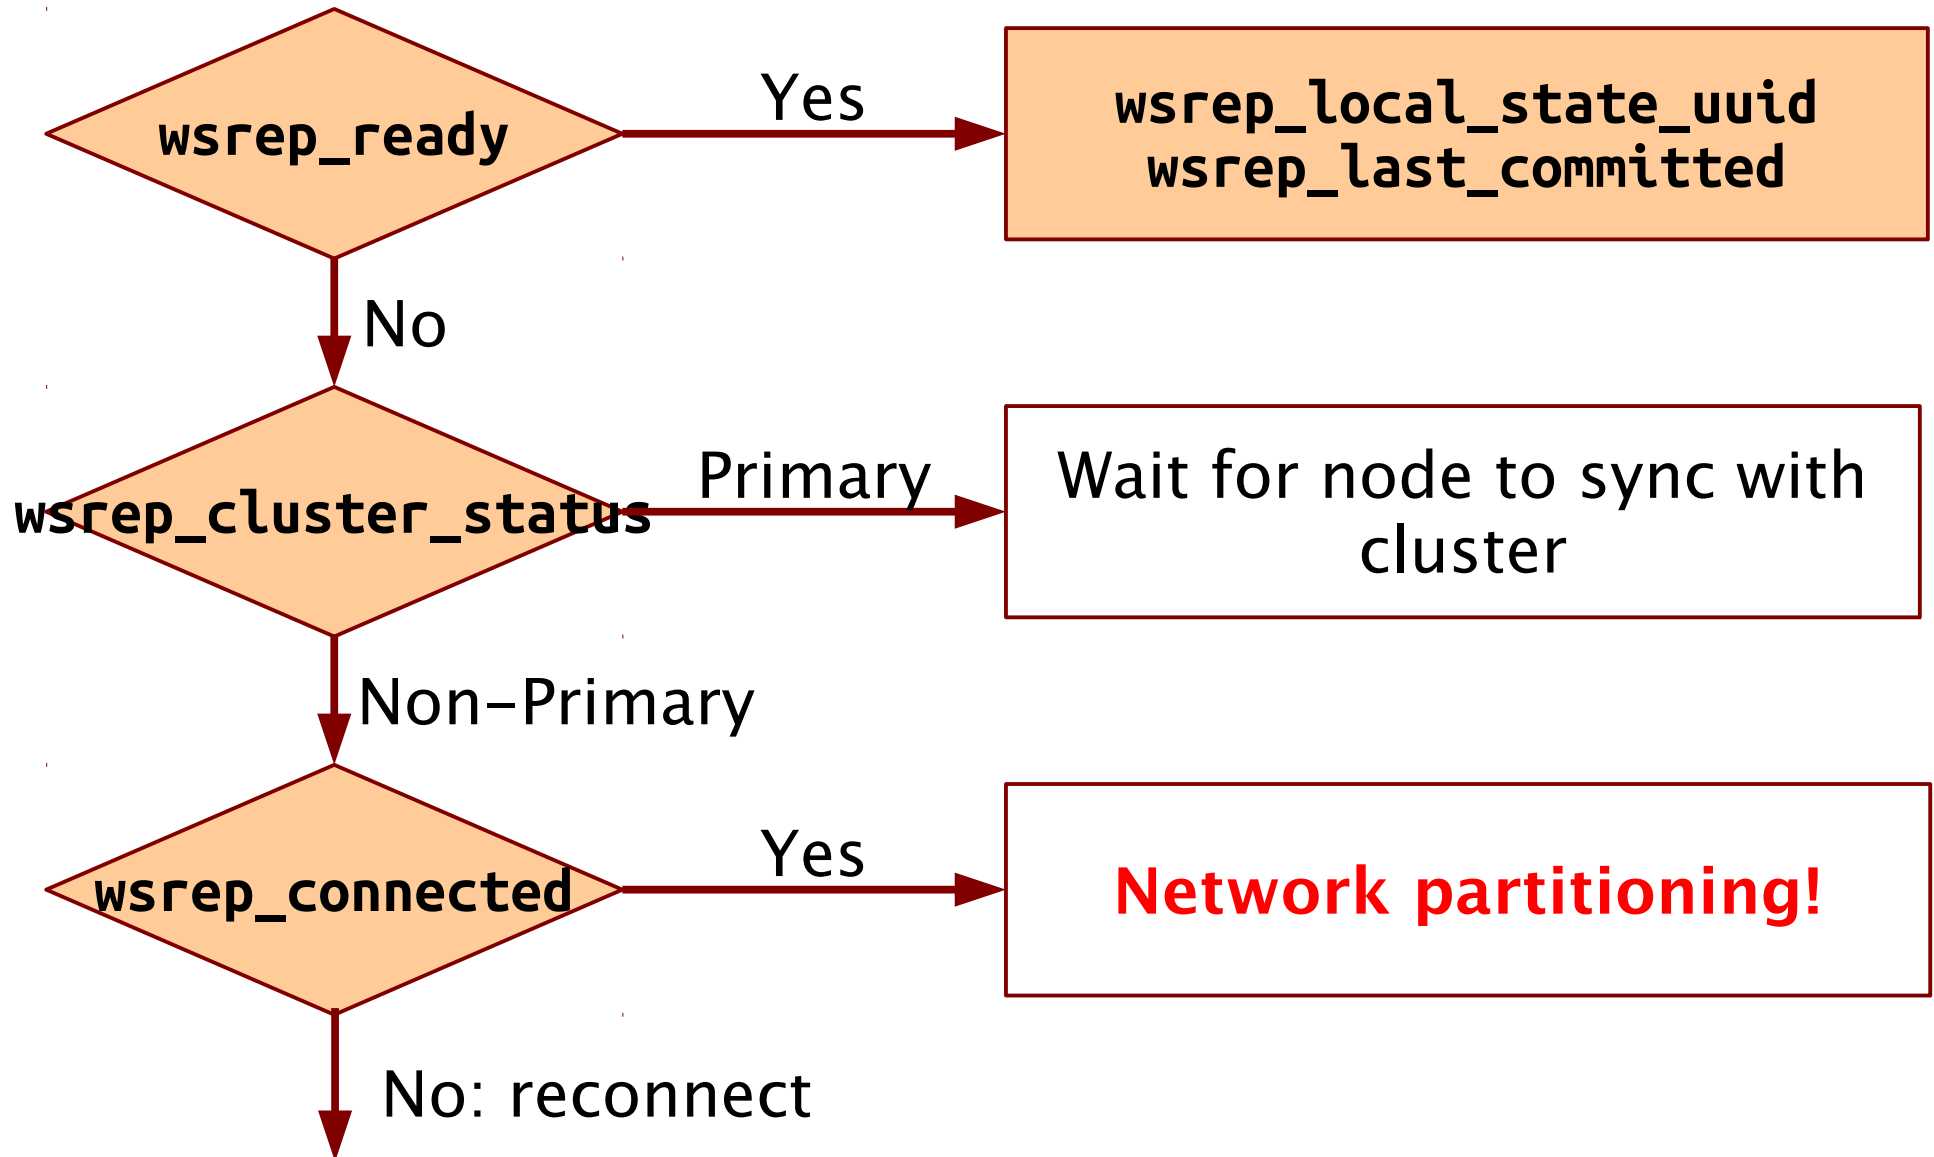 wsrep_ready
Yes
wsrep_local_state_uuid
wsrep_last_committed
No
wsrep_cluster_status
Primary
Wait for node to sync with
cluster
Non-Primary
wsrep_connected
Yes
Network partitioning!
No: reconnect